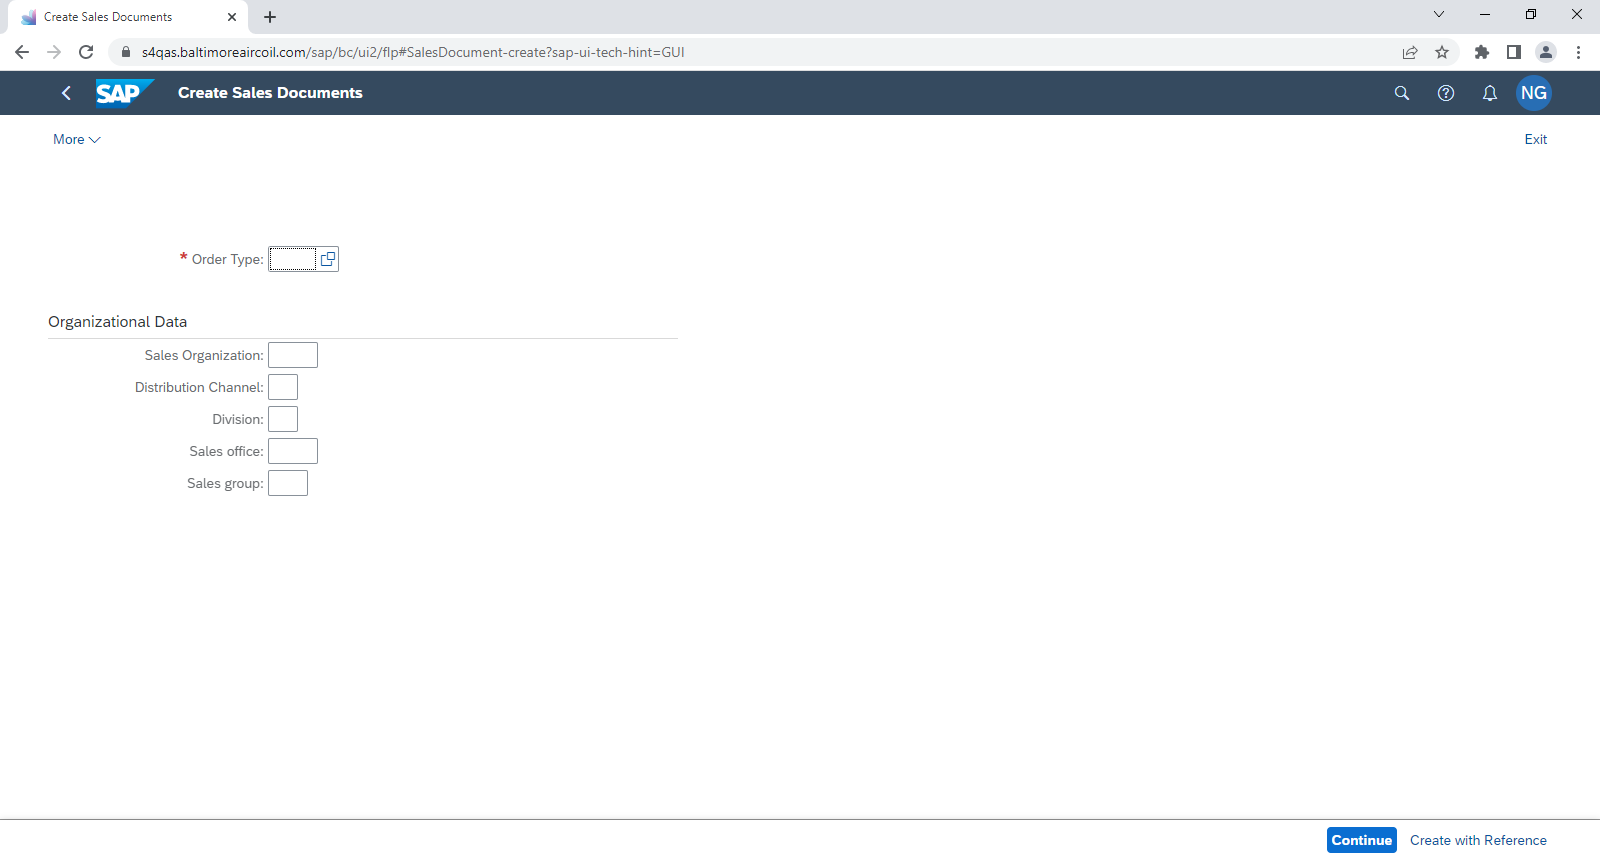 Create Sales Documents
s4qas.baltimoreaircoil.com/sap/bc/ui2/flp#SalesDocument-create?sap-ui-tech-hint=GUI
SAP Create Sales Documents NG
More Exit
* Order Type:
Organizational Data
Sales Organization:
Distribution Channel:
Division:
Sales office:
Sales group:
Continue Create with Reference